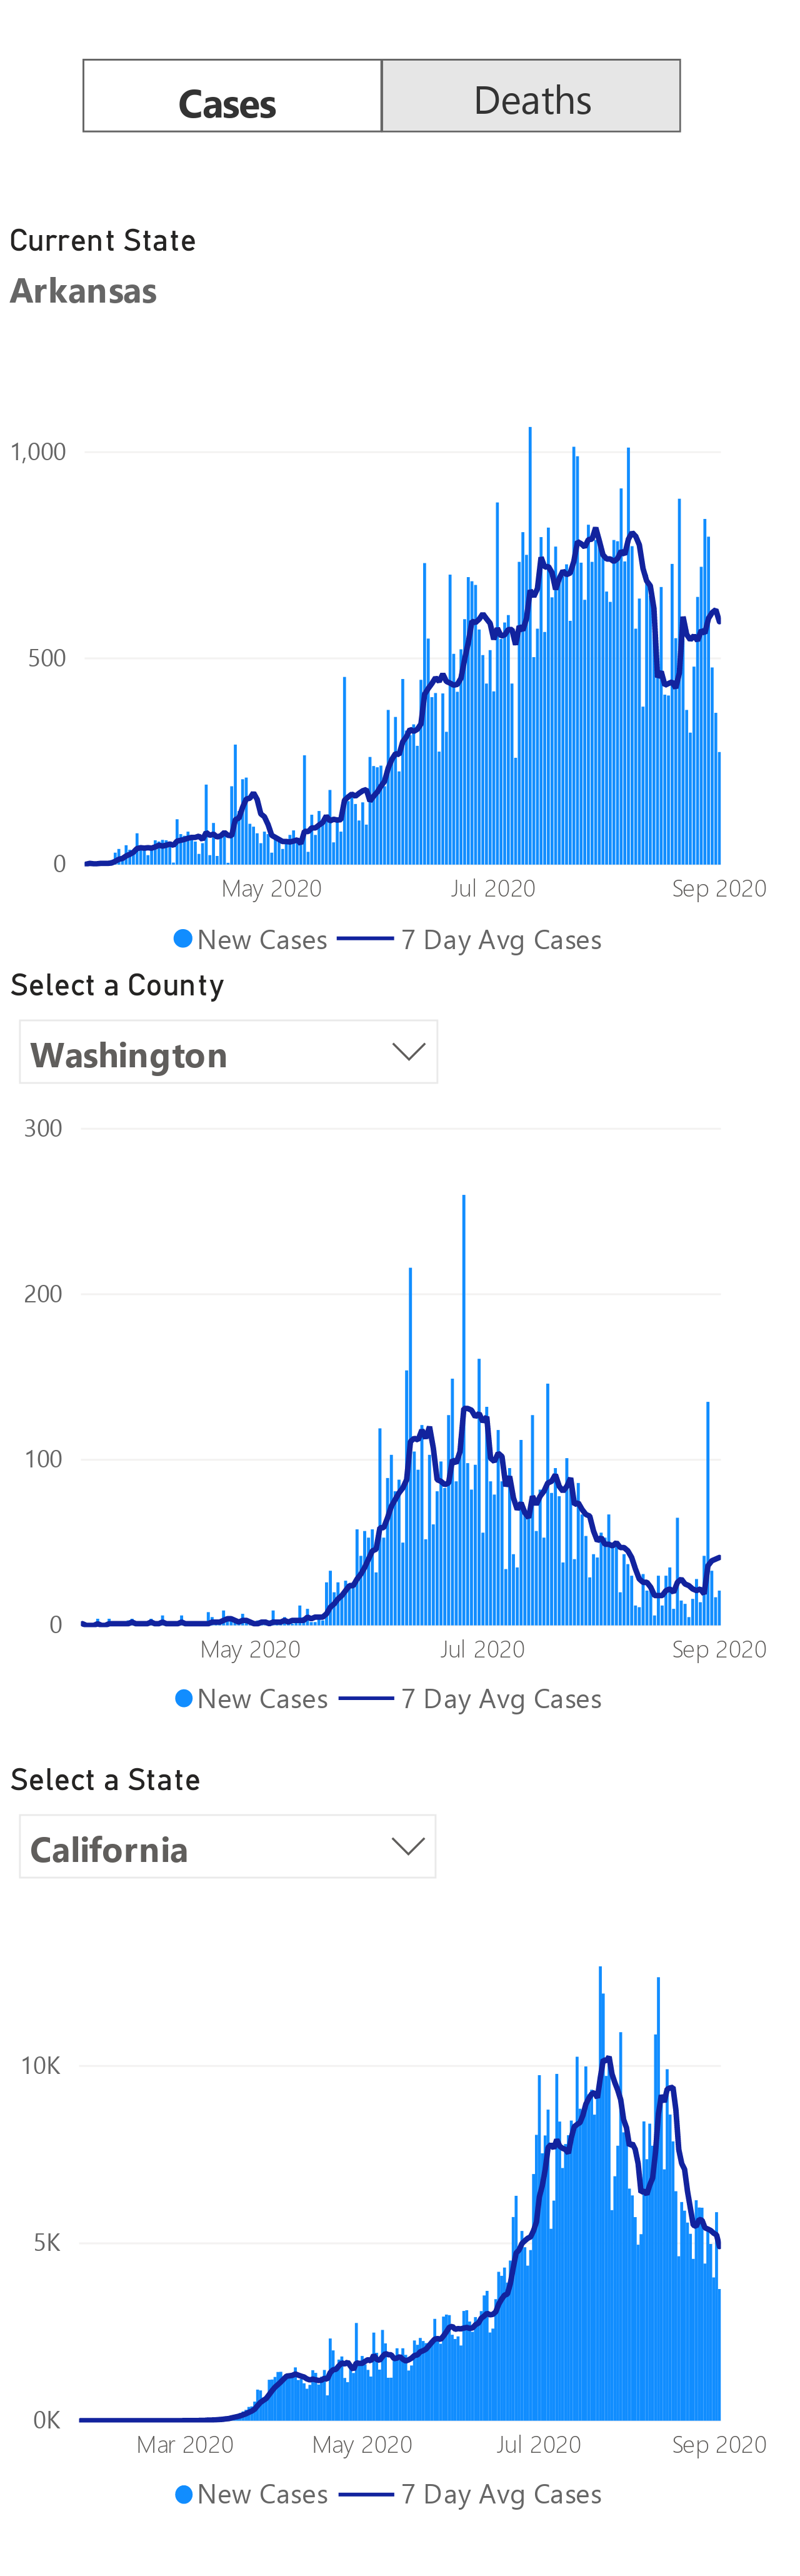 Cases Deaths
Current State
Arkansas
1,000
500
0
May 2020 Jul 2020 Sep 2020
New Cases 7 Day Avg Cases
Select a County
Washington
300
200
100
0
May 2020 Jul 2020 Sep 2020
New Cases 7 Day Avg Cases
Select a State
California
10K
5K
0K
Mar 2020 May 2020 Jul 2020 Sep 2020
New Cases 7 Day Avg Cases